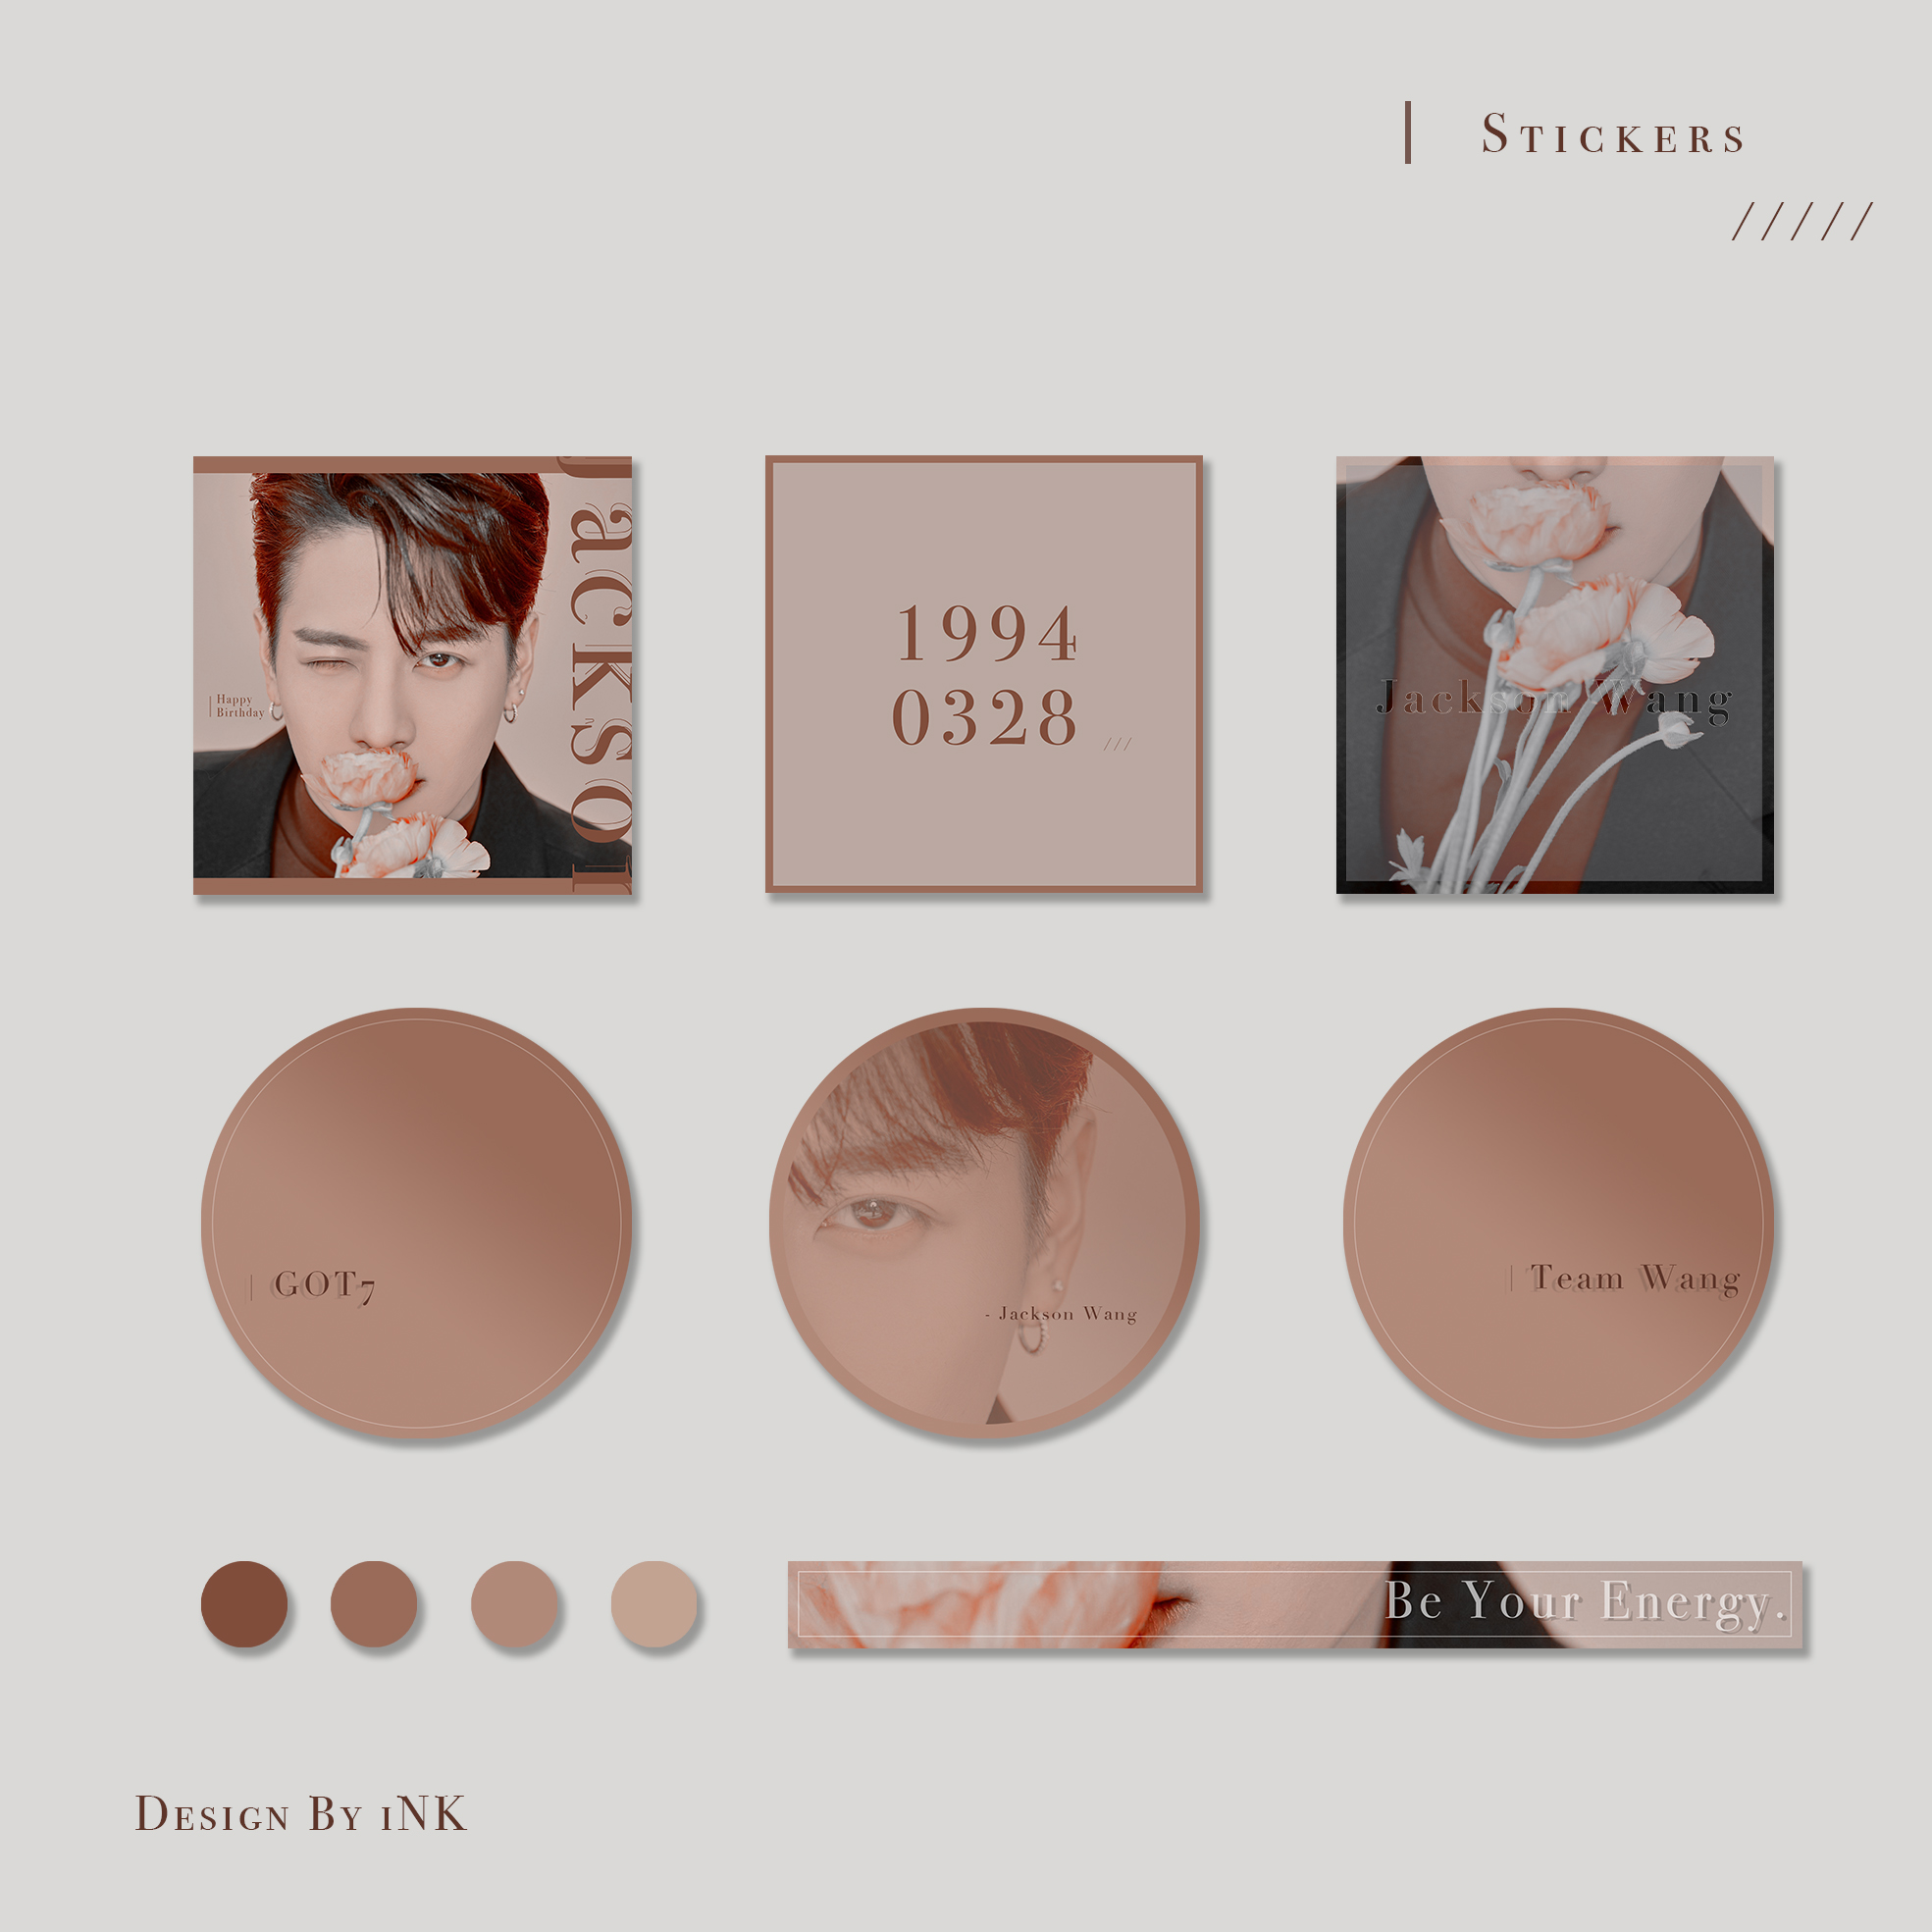 STICKERS
/////
Jackson
Happy
Birthday
1994
0328
///
Jackson Wang
| GOT7
- Jackson Wang
| Team Wang
Be Your Energy.
DESIGN BY iNK